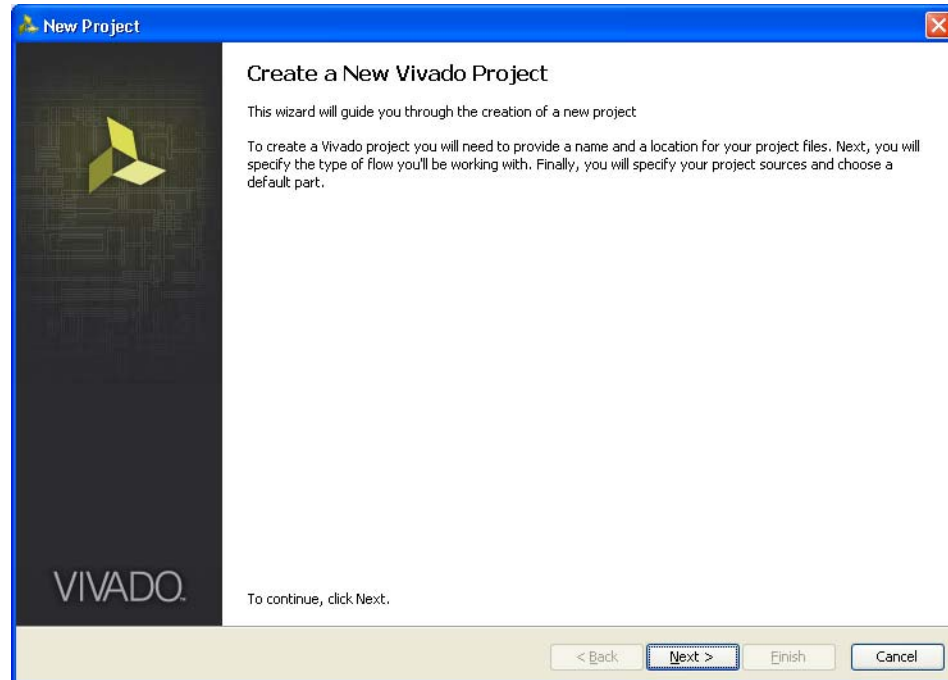 New Project
Create a New Vivado Project
This wizard will guide you through the creation of a new project
To create a Vivado project you will need to provide a name and a location for your project files. Next, you will
specify the type of flow you'll be working with. Finally, you will specify your project sources and choose a
default part.
VIVADO™
To continue, click Next.
< Back Next > Finish Cancel